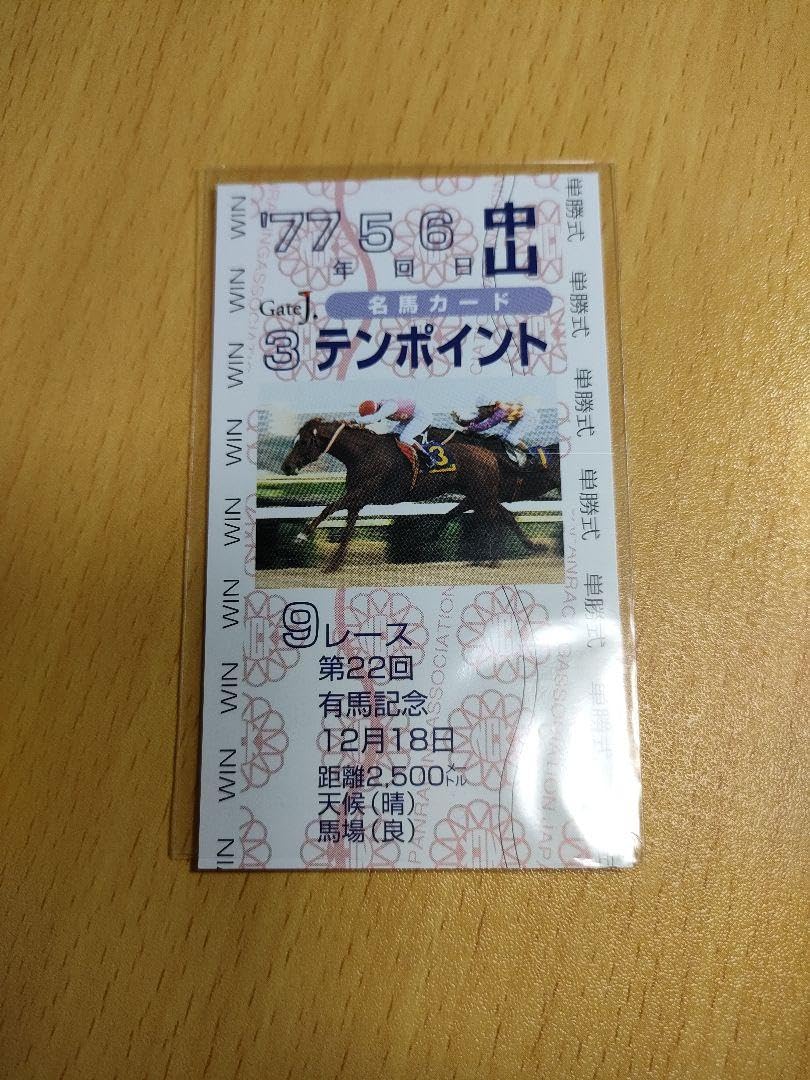 '77 5 6 中山
年 回 日
Gate J. 名馬カード
3 テンポイント
3
9レース
第22回
有馬記念
12月18日
距離2,500メートル
天候(晴)
馬場(良)
WIN WIN WIN WIN WIN WIN WIN WIN
単勝式 単勝式 単勝式 単勝式 単勝式 単勝式